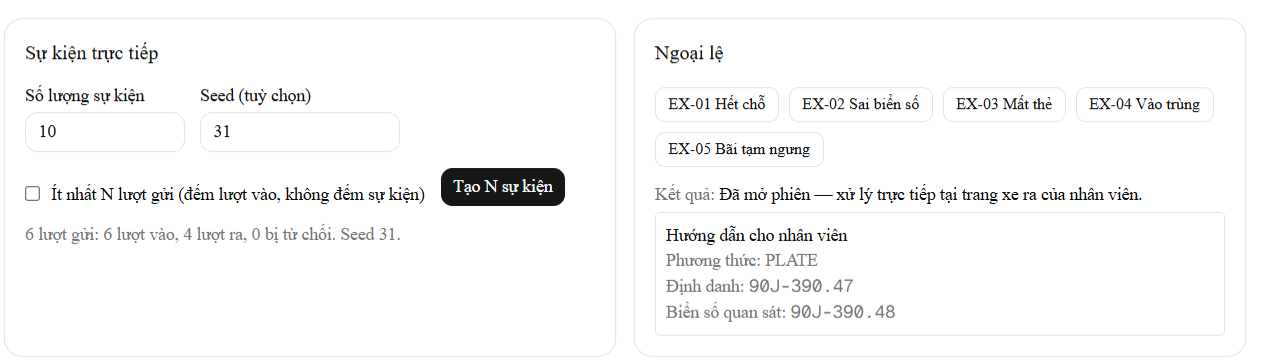 Sự kiện trực tiếp
Số lượng sự kiện
Seed (tuỳ chọn)
10
31
Ít nhất N lượt gửi (đếm lượt vào, không đếm sự kiện)
Tạo N sự kiện
6 lượt gửi: 6 lượt vào, 4 lượt ra, 0 bị từ chối. Seed 31.
Ngoại lệ
EX-01 Hết chỗ
EX-02 Sai biển số
EX-03 Mất thẻ
EX-04 Vào trùng
EX-05 Bãi tạm ngưng
Kết quả: Đã mở phiên — xử lý trực tiếp tại trang xe ra của nhân viên.
Hướng dẫn cho nhân viên
Phương thức: PLATE
Định danh: 90J-390.47
Biển số quan sát: 90J-390.48